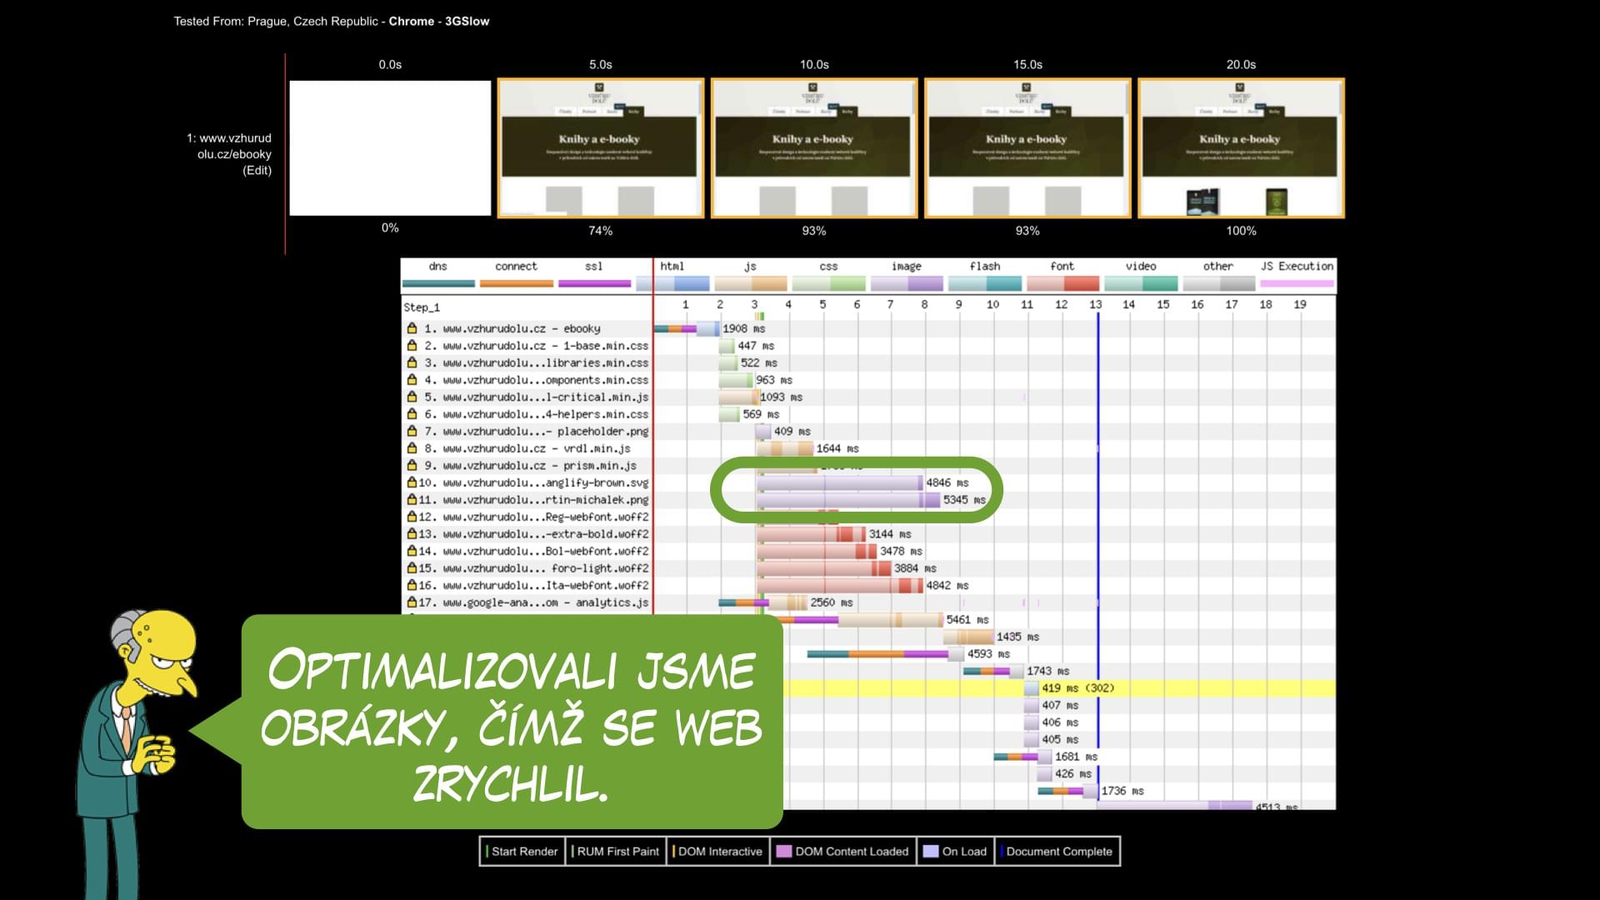 Tested From: Prague, Czech Republic - Chrome - 3GSlow
0.0s 5.0s 10.0s 15.0s 20.0s
1: www.vzhurud
olu.cz/ebooky
(Edit)
Knihy a e-booky Knihy a e-booky Knihy a e-booky Knihy a e-booky
0% 74% 93% 93% 100%
dns connect ssl html js css image flash font video other JS Execution
Step_1 1 2 3 4 5 6 7 8 9 10 11 12 13 14 15 16 17 18 19
1. www.vzhurudolu.cz - ebooky 1908 ms
2. www.vzhurudolu.cz - 1-base.min.css 447 ms
3. www.vzhurudolu...libraries.min.css 522 ms
4. www.vzhurudolu...omponents.min.css 963 ms
5. www.vzhurudolu...l-critical.min.js 1093 ms
6. www.vzhurudolu...4-helpers.min.css 569 ms
7. www.vzhurudolu...- placeholder.png 409 ms
8. www.vzhurudolu.cz - vrdl.min.js 1644 ms
9. www.vzhurudolu.cz - prism.min.js
10. www.vzhurudolu...anglify-brown.svg 4846 ms
11. www.vzhurudolu...rtin-michalek.png 5345 ms
12. www.vzhurudolu...Reg-webfont.woff2
13. www.vzhurudolu...-extra-bold.woff2 3144 ms
14. www.vzhurudolu...Bol-webfont.woff2 3478 ms
15. www.vzhurudolu... foro-light.woff2 3884 ms
16. www.vzhurudolu...Ita-webfont.woff2 4842 ms
17. www.google-ana...om - analytics.js 2560 ms
5461 ms
1435 ms
4593 ms
1743 ms
419 ms (302)
407 ms
406 ms
405 ms
1681 ms
426 ms
1736 ms
4513 ms
OPTIMALIZOVALI JSME
OBRÁZKY, ČÍMŽ SE WEB
ZRYCHLIL.
Start Render RUM First Paint DOM Interactive DOM Content Loaded On Load Document Complete